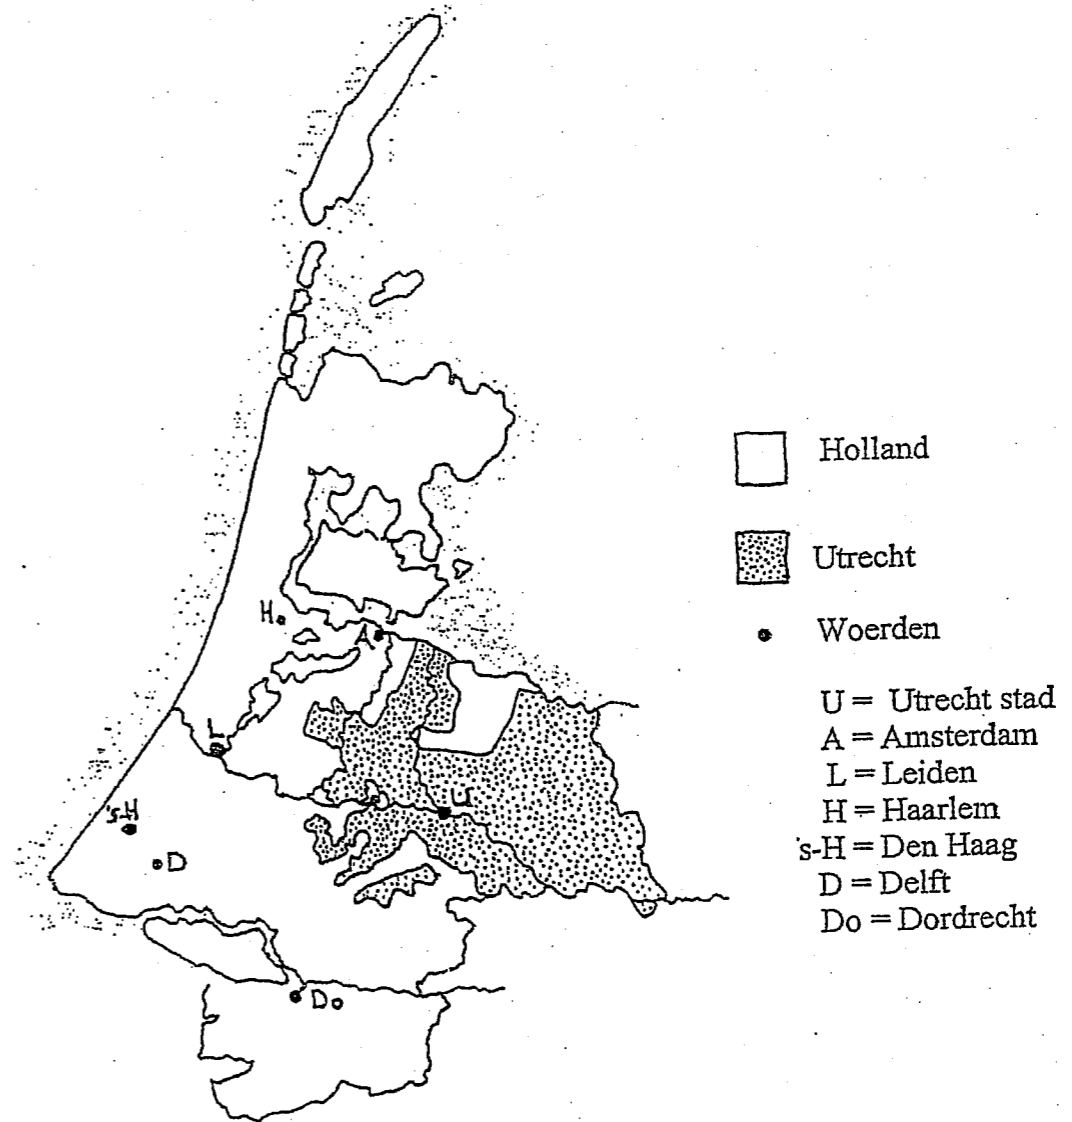 H
A
L
U
's-H
D
Do
Holland
Utrecht
Woerden
U = Utrecht stad
A = Amsterdam
L = Leiden
H = Haarlem
's-H = Den Haag
D = Delft
Do = Dordrecht